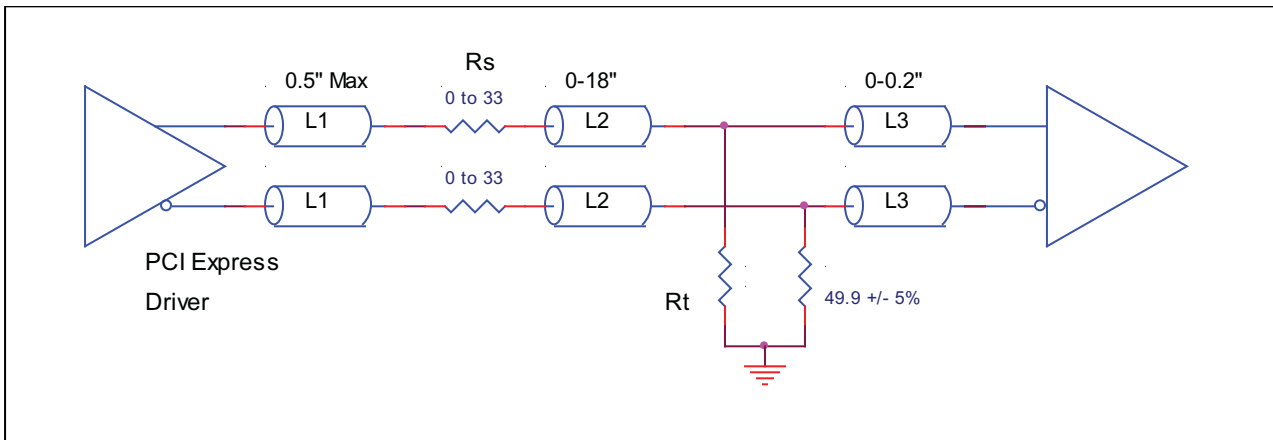 Rs
0.5" Max
0-18"
0-0.2"
0 to 33
L1
L2
L3
0 to 33
L1
L2
L3
PCI Express
Driver
Rt
49.9 +/- 5%